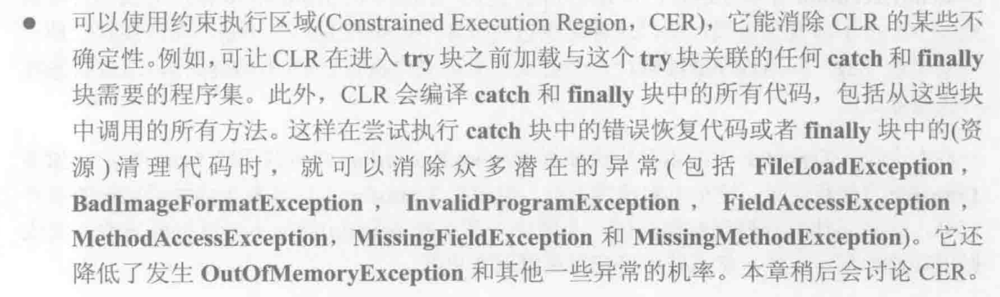 ● 可以使用约束执行区域(Constrained Execution Region，CER)，它能消除 CLR 的某些不
确定性。例如，可让 CLR 在进入 try 块之前加载与这个 try 块关联的任何 catch 和 finally
块需要的程序集。此外，CLR 会编译 catch 和 finally 块中的所有代码，包括从这些块
中调用的所有方法。这样在尝试执行 catch 块中的错误恢复代码或者 finally 块中的(资
源)清理代码时，就可以消除众多潜在的异常(包括 FileLoadException，
BadImageFormatException，InvalidProgramException，FieldAccessException，
MethodAccessException，MissingFieldException 和 MissingMethodException)。它还
降低了发生 OutOfMemoryException 和其他一些异常的机率。本章稍后会讨论 CER。